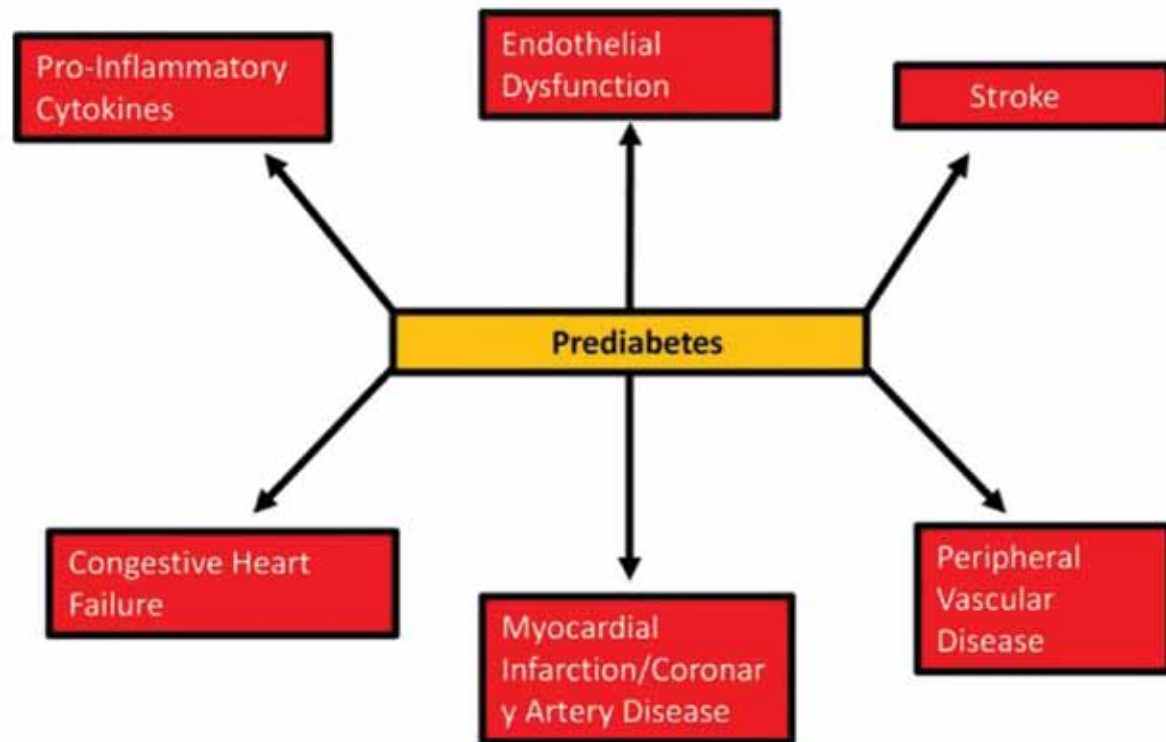 Pro-Inflammatory
Cytokines
Endothelial
Dysfunction
Stroke
Prediabetes
Congestive Heart
Failure
Myocardial
Infarction/Coronar
y Artery Disease
Peripheral
Vascular
Disease